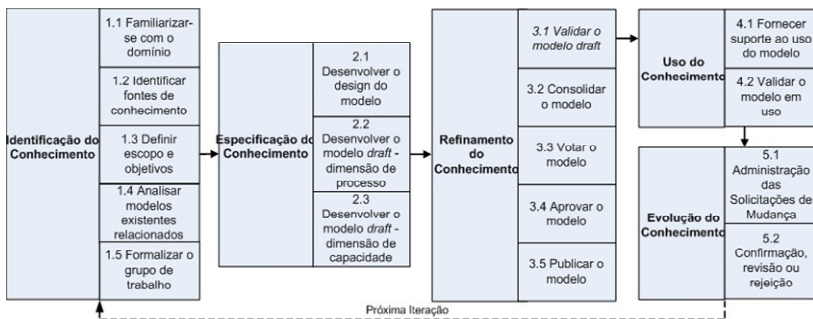 Identificação do
Conhecimento
1.1 Familiarizar-
se com o
domínio
1.2 Identificar
fontes de
conhecimento
1.3 Definir
escopo e
objetivos
1.4 Analisar
modelos
existentes
relacionados
1.5 Formalizar o
grupo de
trabalho
Especificação do
Conhecimento
2.1
Desenvolver o
design do
modelo
2.2
Desenvolver o
modelo draft -
dimensão de
processo
2.3
Desenvolver o
modelo draft -
dimensão de
capacidade
Refinamento
do
Conhecimento
3.1 Validar o
modelo draft
3.2 Consolidar
o modelo
3.3 Votar o
modelo
3.4 Aprovar o
modelo
3.5 Publicar o
modelo
Uso do
Conhecimento
4.1 Fornecer
suporte ao uso
do modelo
4.2 Validar o
modelo em
uso
Evolução do
Conhecimento
5.1
Administração
das
Solicitações de
Mudança
5.2
Confirmação,
revisão ou
rejeição
Próxima Iteração